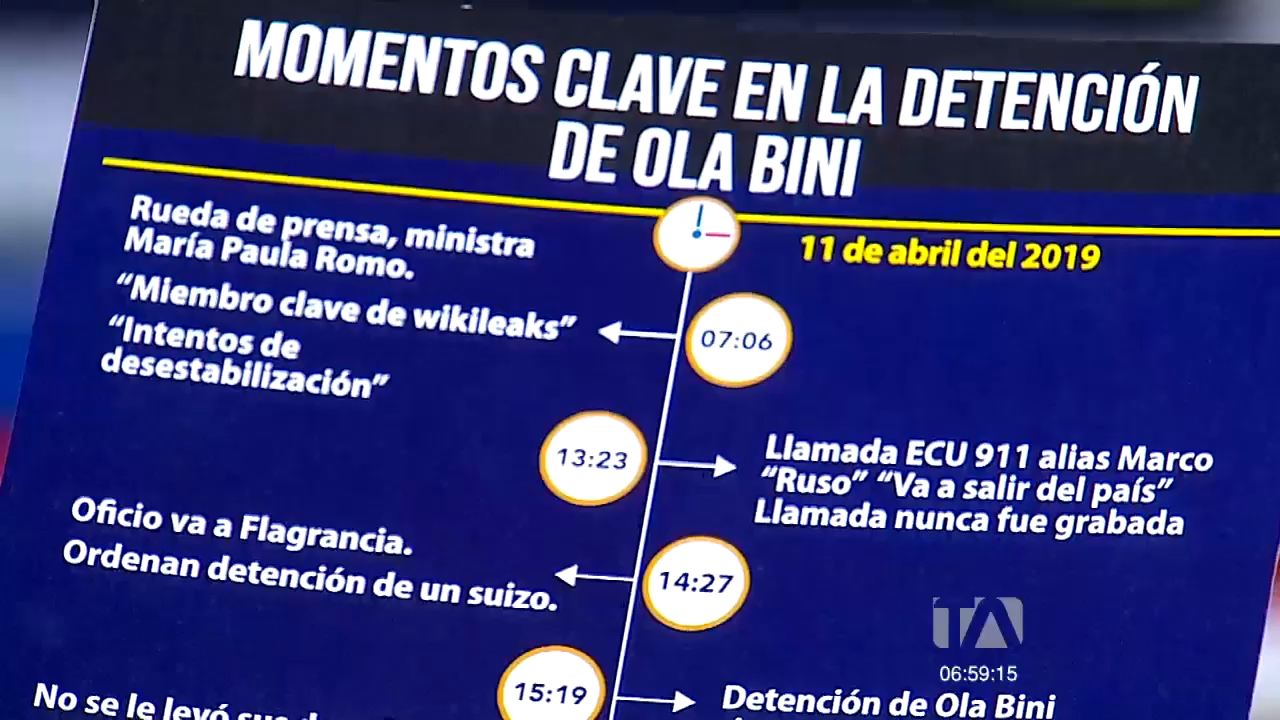 MOMENTOS CLAVE EN LA DETENCIÓN
DE OLA BINI
11 de abril del 2019
Rueda de prensa, ministra
María Paula Romo.
“Miembro clave de wikileaks”
“Intentos de
desestabilización”
07:06
13:23
Llamada ECU 911 alias Marco
“Ruso” “Va a salir del país”
Llamada nunca fue grabada
Oficio va a Flagrancia.
Ordenan detención de un suizo.
14:27
15:19
Detención de Ola Bini
No se le levó sus
TA
06:59:15